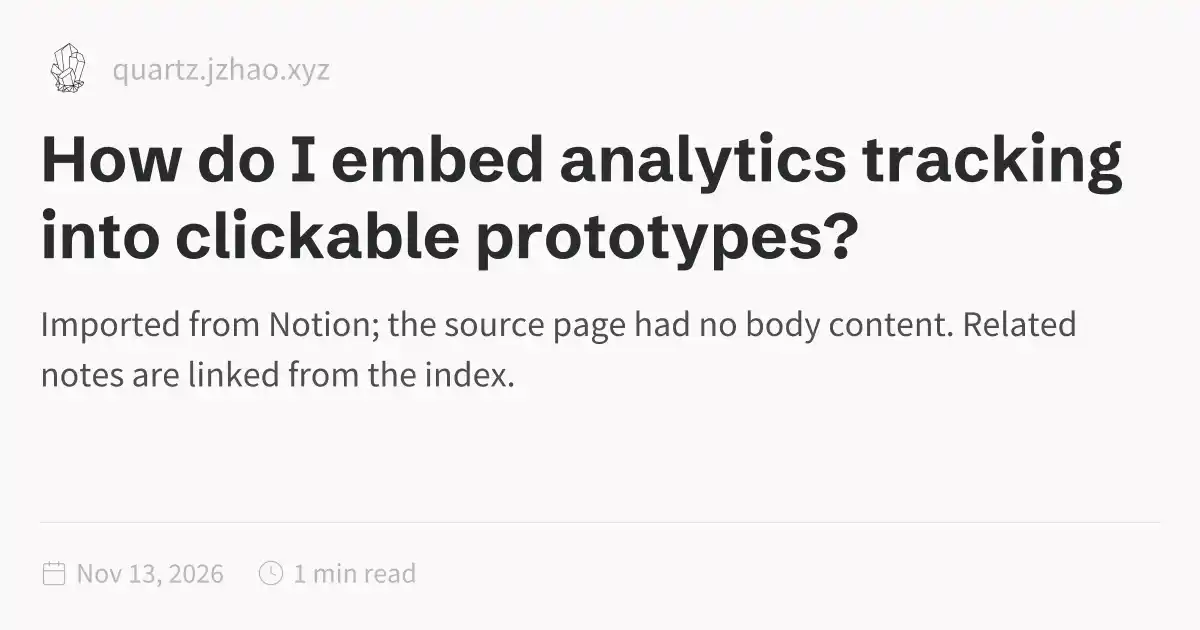 quartz.jzhao.xyz
How do I embed analytics tracking
into clickable prototypes?
Imported from Notion; the source page had no body content. Related
notes are linked from the index.
Nov 13, 2026 1 min read